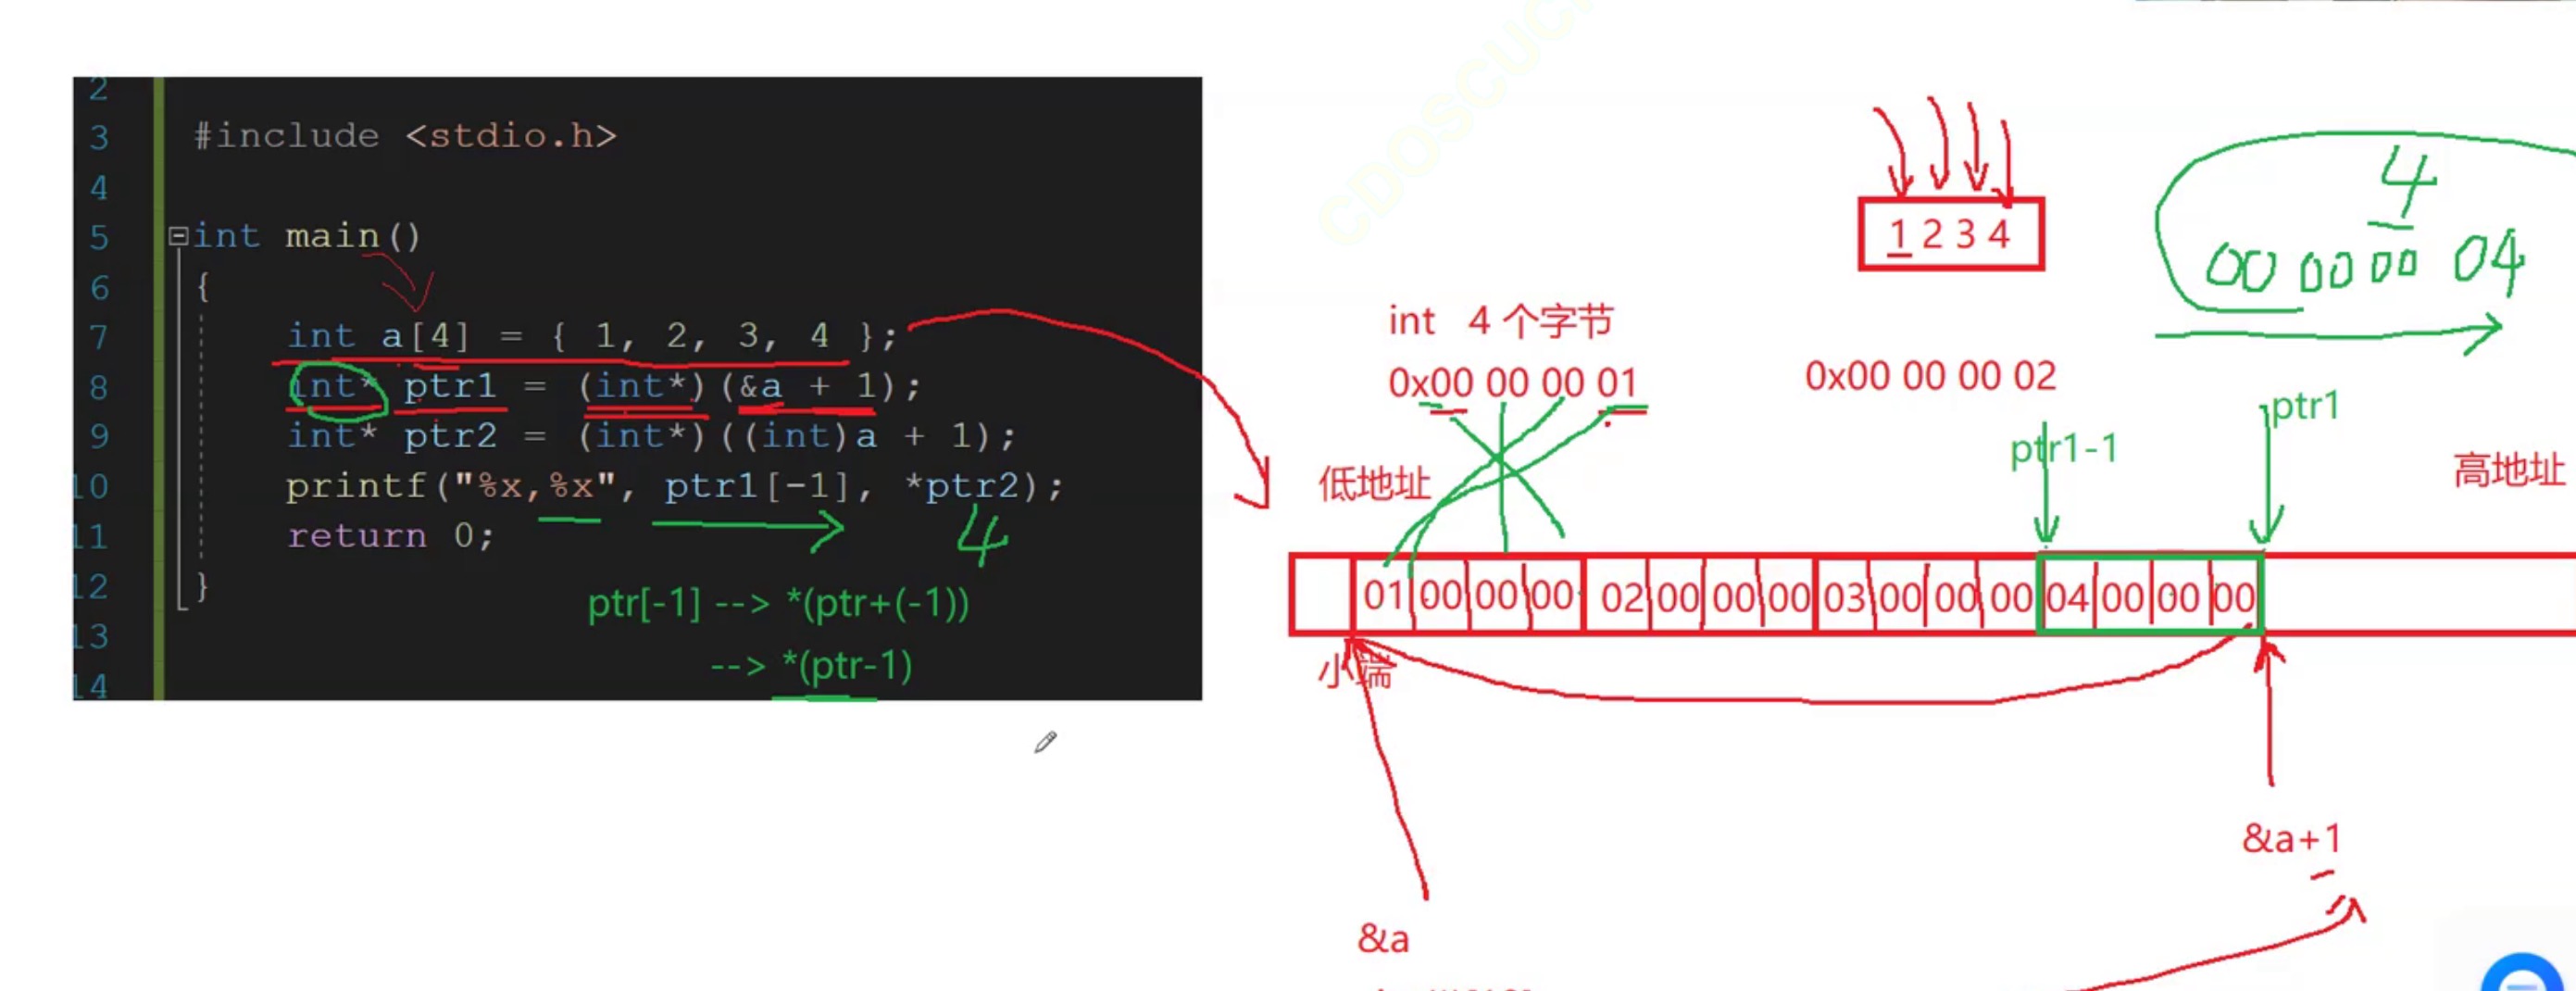 CDOSCUC
2
3 #include <stdio.h>
4
5 int main()
6 {
7 int a[4] = { 1, 2, 3, 4 };
8 int* ptr1 = (int*)(&a + 1);
9 int* ptr2 = (int*)((int)a + 1);
10 printf("%x,%x", ptr1[-1], *ptr2);
11 return 0;
4
12 }
ptr[-1] --> *(ptr+(-1))
13
--> *(ptr-1)
14
1 2 3 4
4
00 00 00 04
int 4 个字节
0x00 00 00 01
0x00 00 00 02
ptr1
ptr1-1
低地址
高地址
01 00 00 00 02 00 00 00 03 00 00 00 04 00 00 00
小端
&a+1
&a